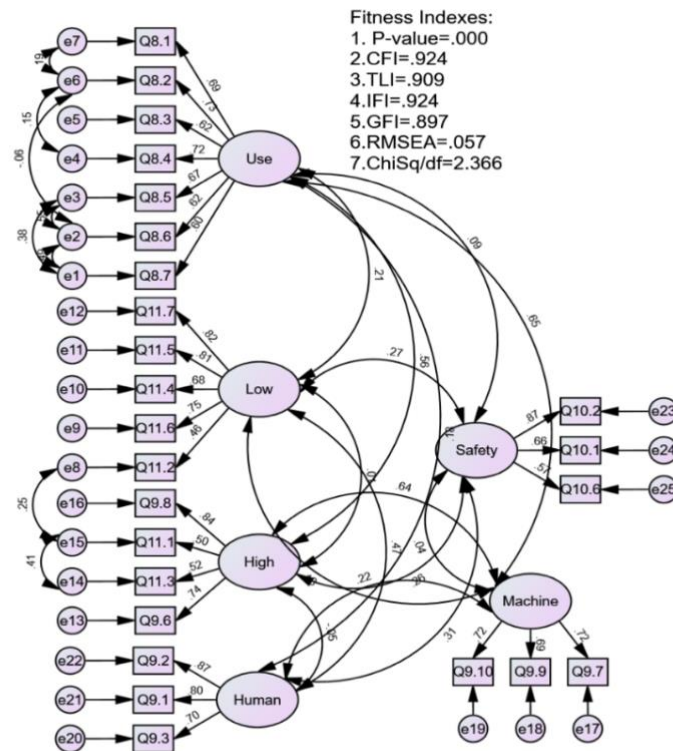 Fitness Indexes:
1. P-value=.000
2.CFI=.924
3.TLI=.909
4.IFI=.924
5.GFI=.897
6.RMSEA=.057
7.ChiSq/df=2.366
e7 Q8.1
.19
e6 Q8.2
.69
.73
e5 Q8.3
.62
.15
e4 Q8.4
.72
Use
-.06
e3 Q8.5
.67
.62
e2 Q8.6
.60
.38
e1 Q8.7
.09
.21
.65
e12 Q11.7
.82
e11 Q11.5
.81
.56
.27
e10 Q11.4
.68
Low
e9 Q11.6
.75
.46
e8 Q11.2
.87
Q10.2 e23
.66
Q10.1 e24
.57
Q10.6 e25
Safety
e16 Q9.8
.25
.84
.64
e15 Q11.1
.50
High
.41
e14 Q11.3
.52
.74
.47
.04
e13 Q9.6
.22
Machine
e22 Q9.2
.87
.31
.72
.69
.72
e21 Q9.1
.80
Human
Q9.10 Q9.9 Q9.7
e20 Q9.3
.70
e19 e18 e17